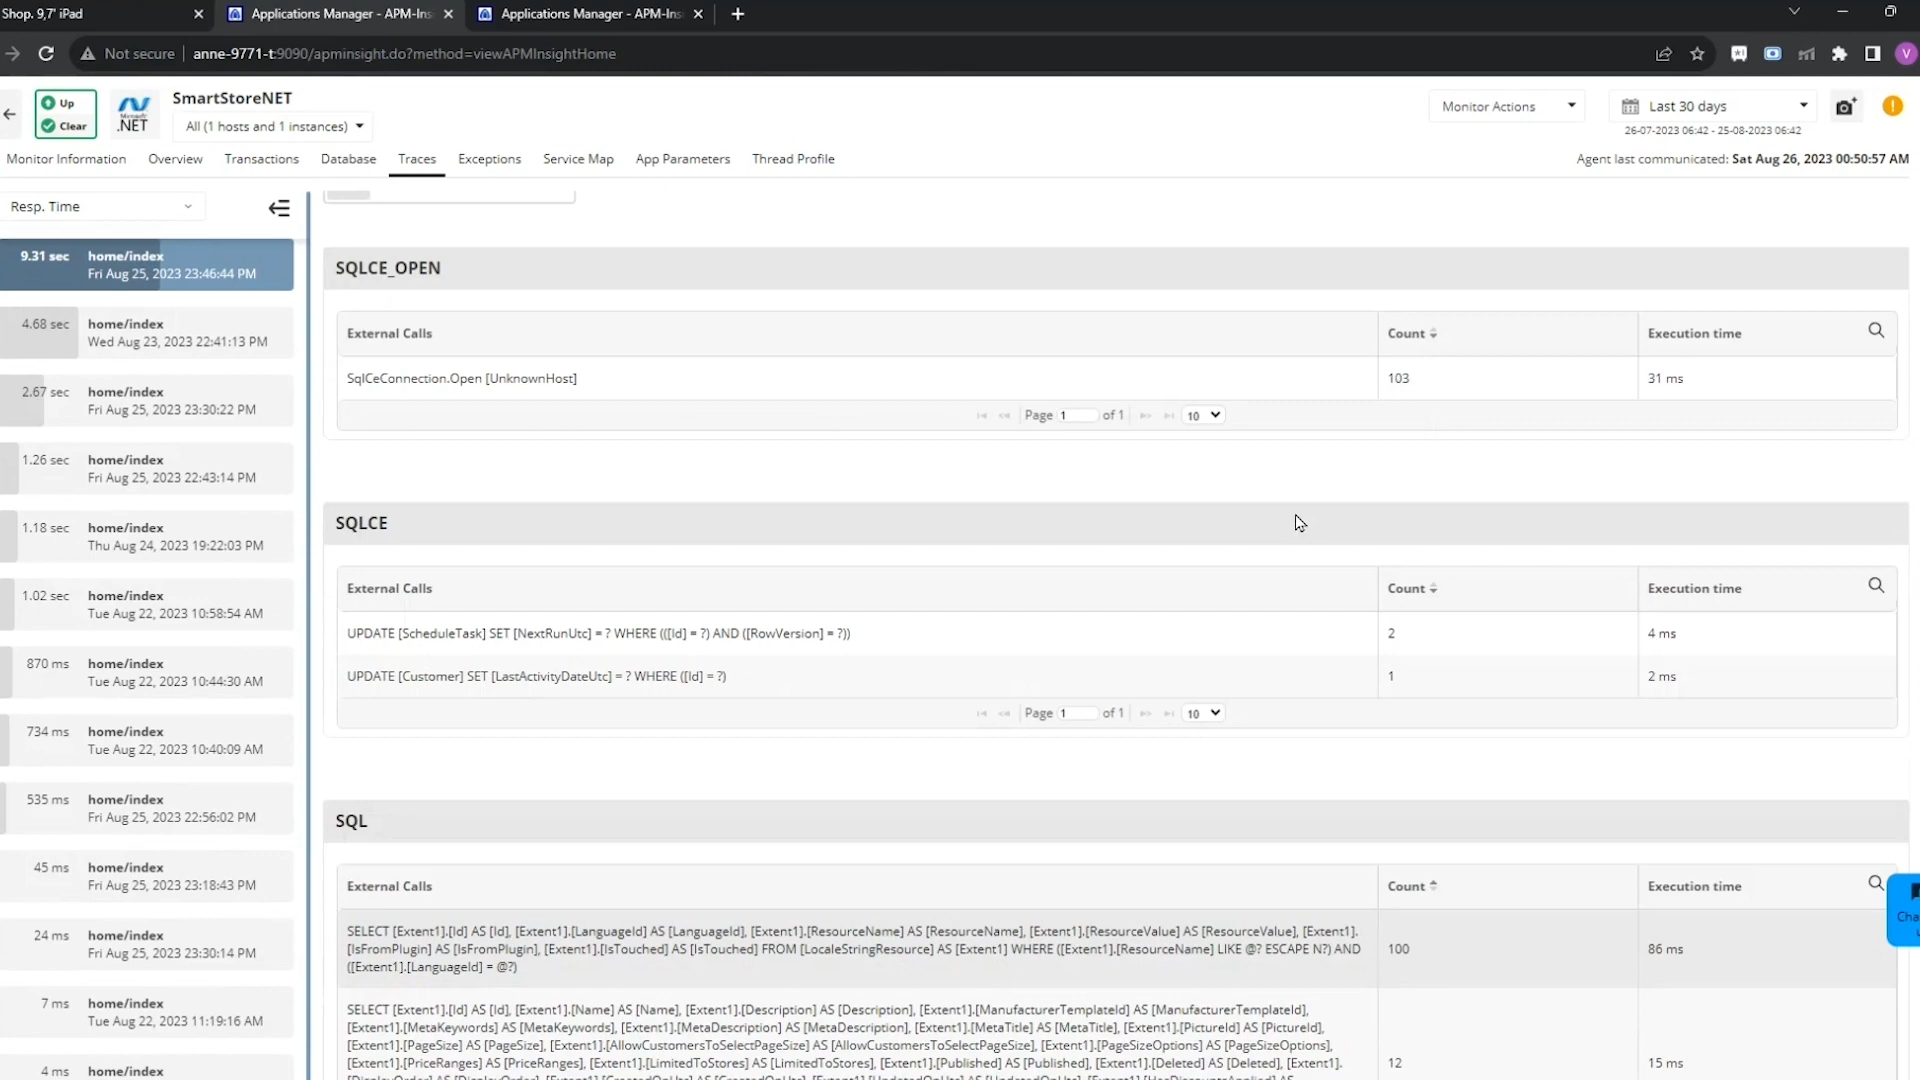 Shop. 9,7' iPad
Applications Manager - APM-Ins
Applications Manager - APM-Ins
Not secure
anne-9771-t:9090/apminsight.do?method=viewAPMInsightHome
V
Up
Clear
Microsoft
.NET
SmartStoreNET
All (1 hosts and 1 instances)
Monitor Actions
Last 30 days
26-07-2023 06:42 - 25-08-2023 06:42
Monitor Information
Overview
Transactions
Database
Traces
Exceptions
Service Map
App Parameters
Thread Profile
Agent last communicated: Sat Aug 26, 2023 00:50:57 AM
Resp. Time
9.31 sec home/index
Fri Aug 25, 2023 23:46:44 PM
4.68 sec home/index
Wed Aug 23, 2023 22:41:13 PM
2.67 sec home/index
Fri Aug 25, 2023 23:30:22 PM
1.26 sec home/index
Fri Aug 25, 2023 22:43:14 PM
1.18 sec home/index
Thu Aug 24, 2023 19:22:03 PM
1.02 sec home/index
Tue Aug 22, 2023 10:58:54 AM
870 ms home/index
Tue Aug 22, 2023 10:44:30 AM
734 ms home/index
Tue Aug 22, 2023 10:40:09 AM
535 ms home/index
Fri Aug 25, 2023 22:56:02 PM
45 ms home/index
Fri Aug 25, 2023 23:18:43 PM
24 ms home/index
Fri Aug 25, 2023 23:30:14 PM
7 ms home/index
Tue Aug 22, 2023 11:19:16 AM
4 ms home/index
SQLCE_OPEN
External Calls Count Execution time
SqlCeConnection.Open [UnknownHost] 103 31 ms
Page 1 of 1 10
SQLCE
External Calls Count Execution time
UPDATE [ScheduleTask] SET [NextRunUtc] = ? WHERE (([Id] = ?) AND ([RowVersion] = ?)) 2 4 ms
UPDATE [Customer] SET [LastActivityDateUtc] = ? WHERE ([Id] = ?) 1 2 ms
Page 1 of 1 10
SQL
External Calls Count Execution time
SELECT [Extent1].[Id] AS [Id], [Extent1].[LanguageId] AS [LanguageId], [Extent1].[ResourceName] AS [ResourceName], [Extent1].[ResourceValue] AS [ResourceValue], [Extent1].
[IsFromPlugin] AS [IsFromPlugin], [Extent1].[IsTouched] AS [IsTouched] FROM [LocaleStringResource] AS [Extent1] WHERE ([Extent1].[ResourceName] LIKE @? ESCAPE N?) AND 100 86 ms
([Extent1].[LanguageId] = @?)
SELECT [Extent1].[Id] AS [Id], [Extent1].[Name] AS [Name], [Extent1].[Description] AS [Description], [Extent1].[ManufacturerTemplateId] AS [ManufacturerTemplateId],
[Extent1].[MetaKeywords] AS [MetaKeywords], [Extent1].[MetaDescription] AS [MetaDescription], [Extent1].[MetaTitle] AS [MetaTitle], [Extent1].[PictureId] AS [PictureId],
[Extent1].[PageSize] AS [PageSize], [Extent1].[AllowCustomersToSelectPageSize] AS [AllowCustomersToSelectPageSize], [Extent1].[PageSizeOptions] AS [PageSizeOptions],
[Extent1].[PriceRanges] AS [PriceRanges], [Extent1].[LimitedToStores] AS [LimitedToStores], [Extent1].[Published] AS [Published], [Extent1].[Deleted] AS [Deleted], [Extent1]. 12 15 ms
Cha